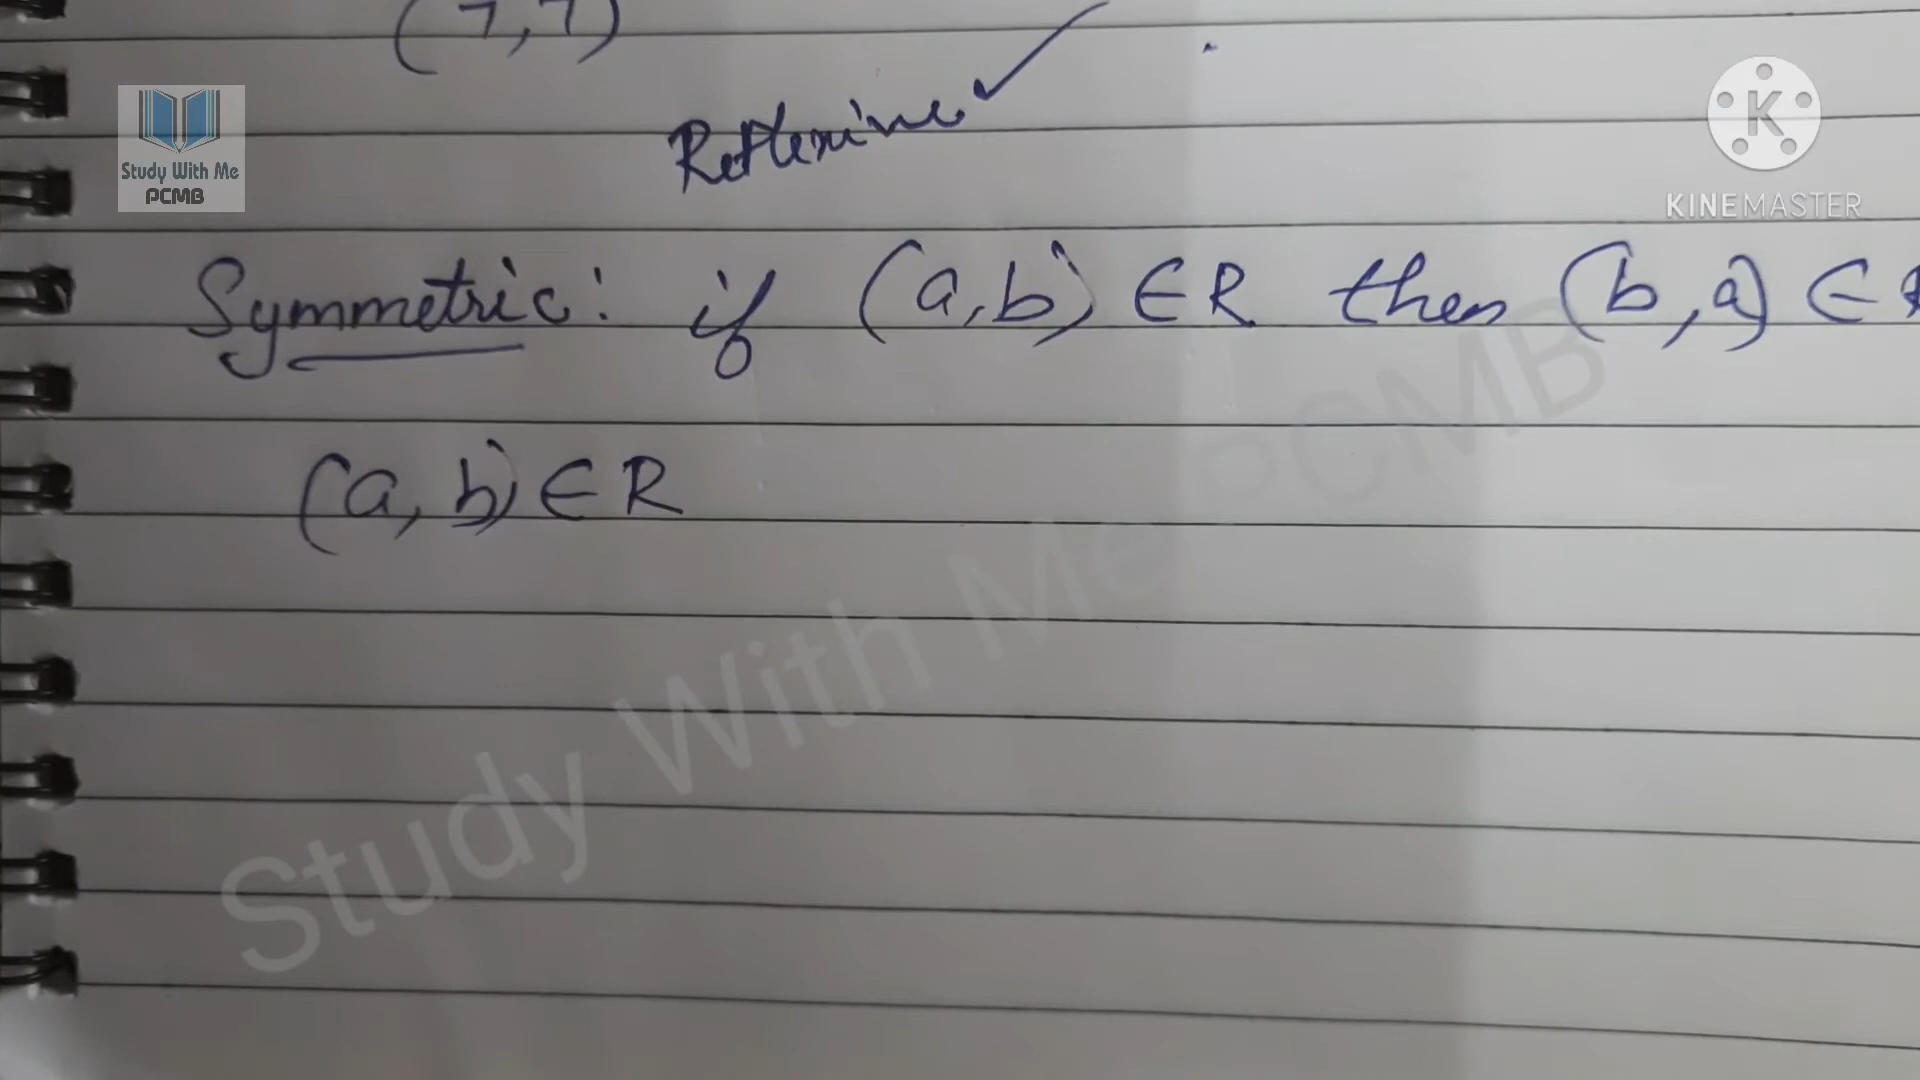 (7,7)
Reflexive ✓
Study With Me
PCMB
K
KINEMASTER
Symmetric: if (a,b) ∈ R then (b,a) ∈ R
(a,b) ∈ R
Study With Me PCMB